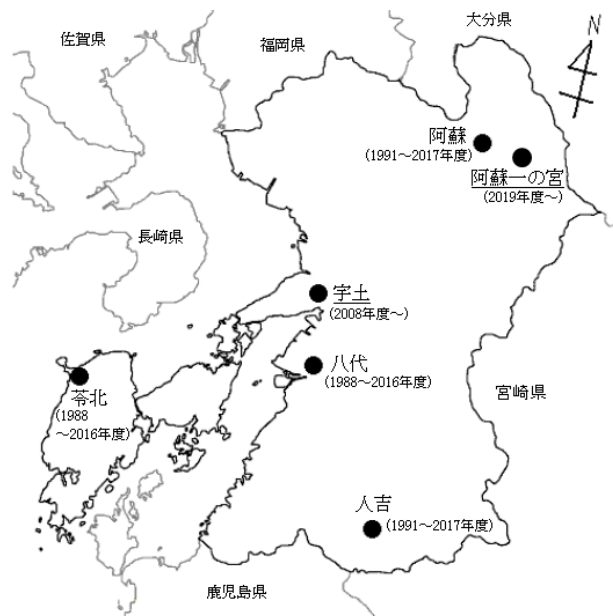 大分県
佐賀県
福岡県
N
阿蘇
(1991～2017年度)
阿蘇一の宮
(2019年度～)
長崎県
宇土
(2008年度～)
八代
(1988～2016年度)
宮崎県
苓北
(1988
～2016年度)
人吉
(1991～2017年度)
鹿児島県